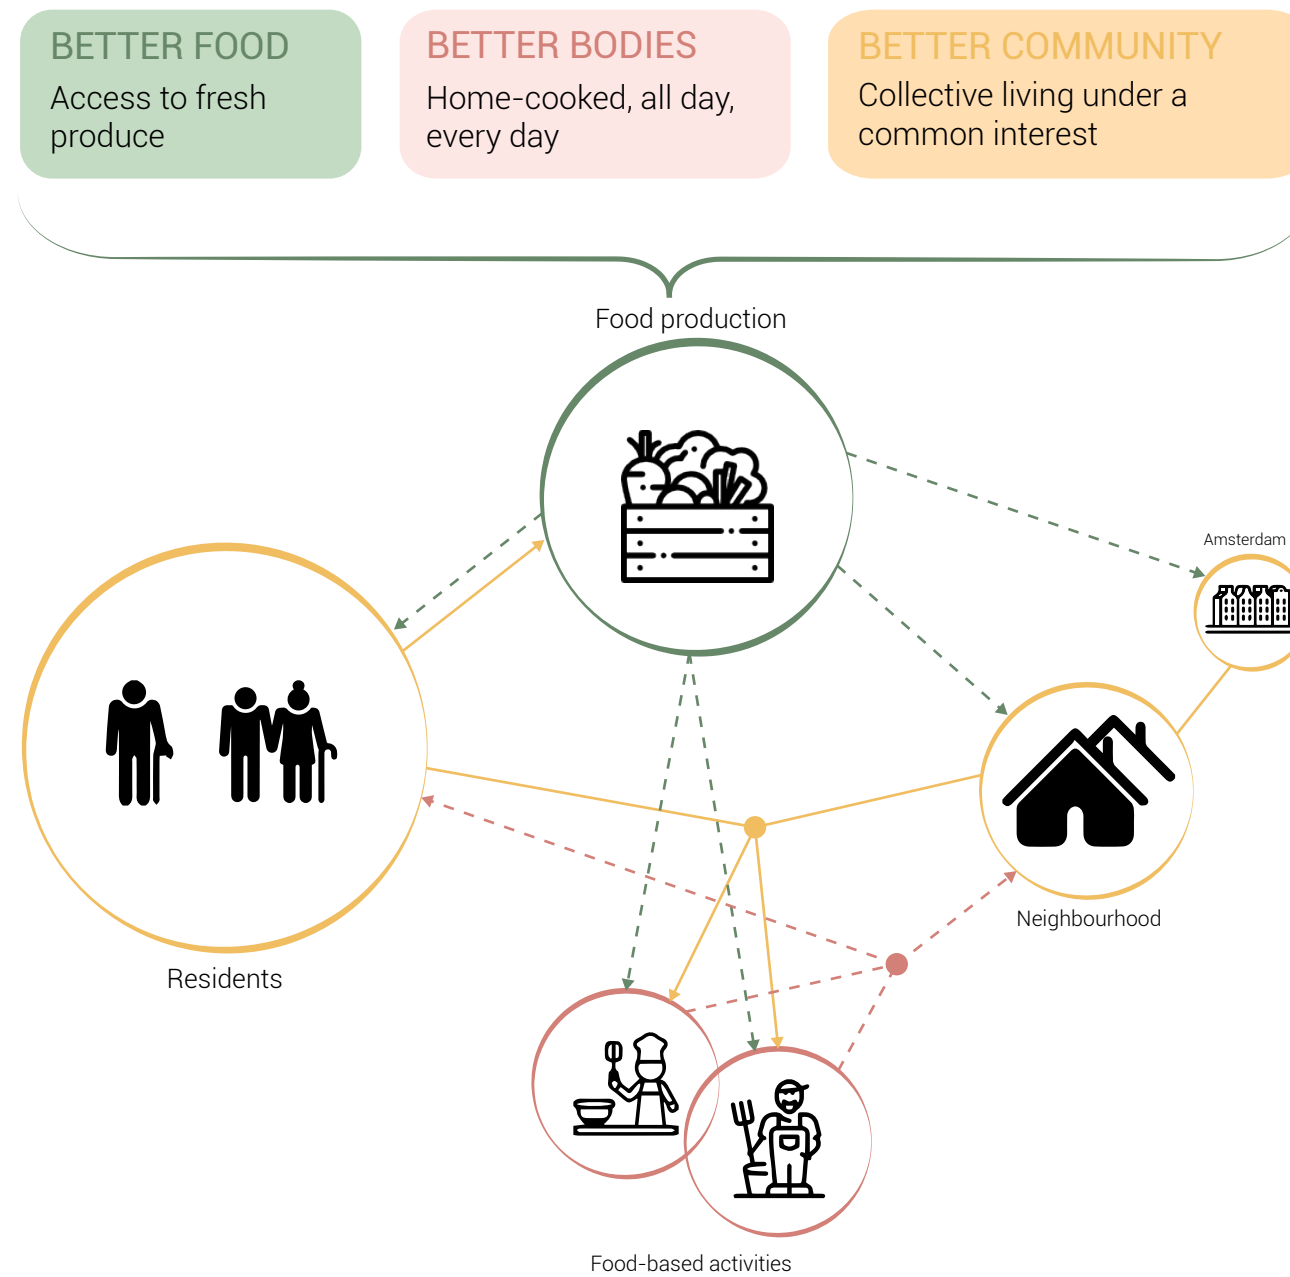 BETTER FOOD
Access to fresh
produce
BETTER BODIES
Home-cooked, all day,
every day
BETTER COMMUNITY
Collective living under a
common interest
Food production
Amsterdam
Neighbourhood
Residents
Food-based activities